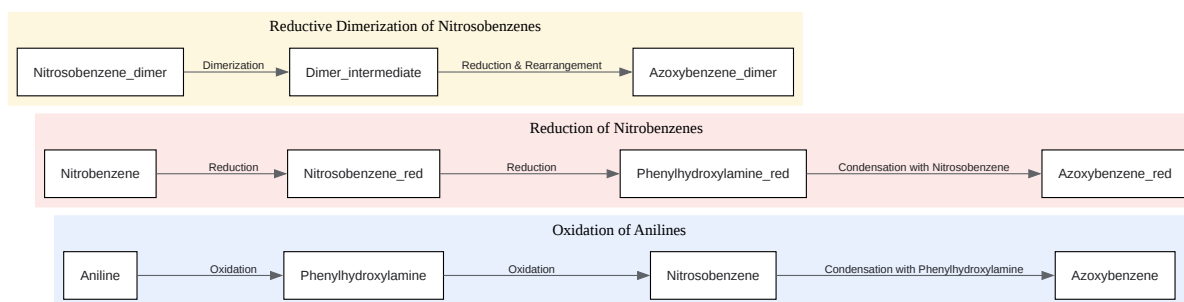 Reductive Dimerization of Nitrosobenzenes
Nitrosobenzene_dimer
Dimerization
Dimer_intermediate
Reduction & Rearrangement
Azoxybenzene_dimer
Reduction of Nitrobenzenes
Nitrobenzene
Reduction
Nitrosobenzene_red
Reduction
Phenylhydroxylamine_red
Condensation with Nitrosobenzene
Azoxybenzene_red
Oxidation of Anilines
Aniline
Oxidation
Phenylhydroxylamine
Oxidation
Nitrosobenzene
Condensation with Phenylhydroxylamine
Azoxybenzene